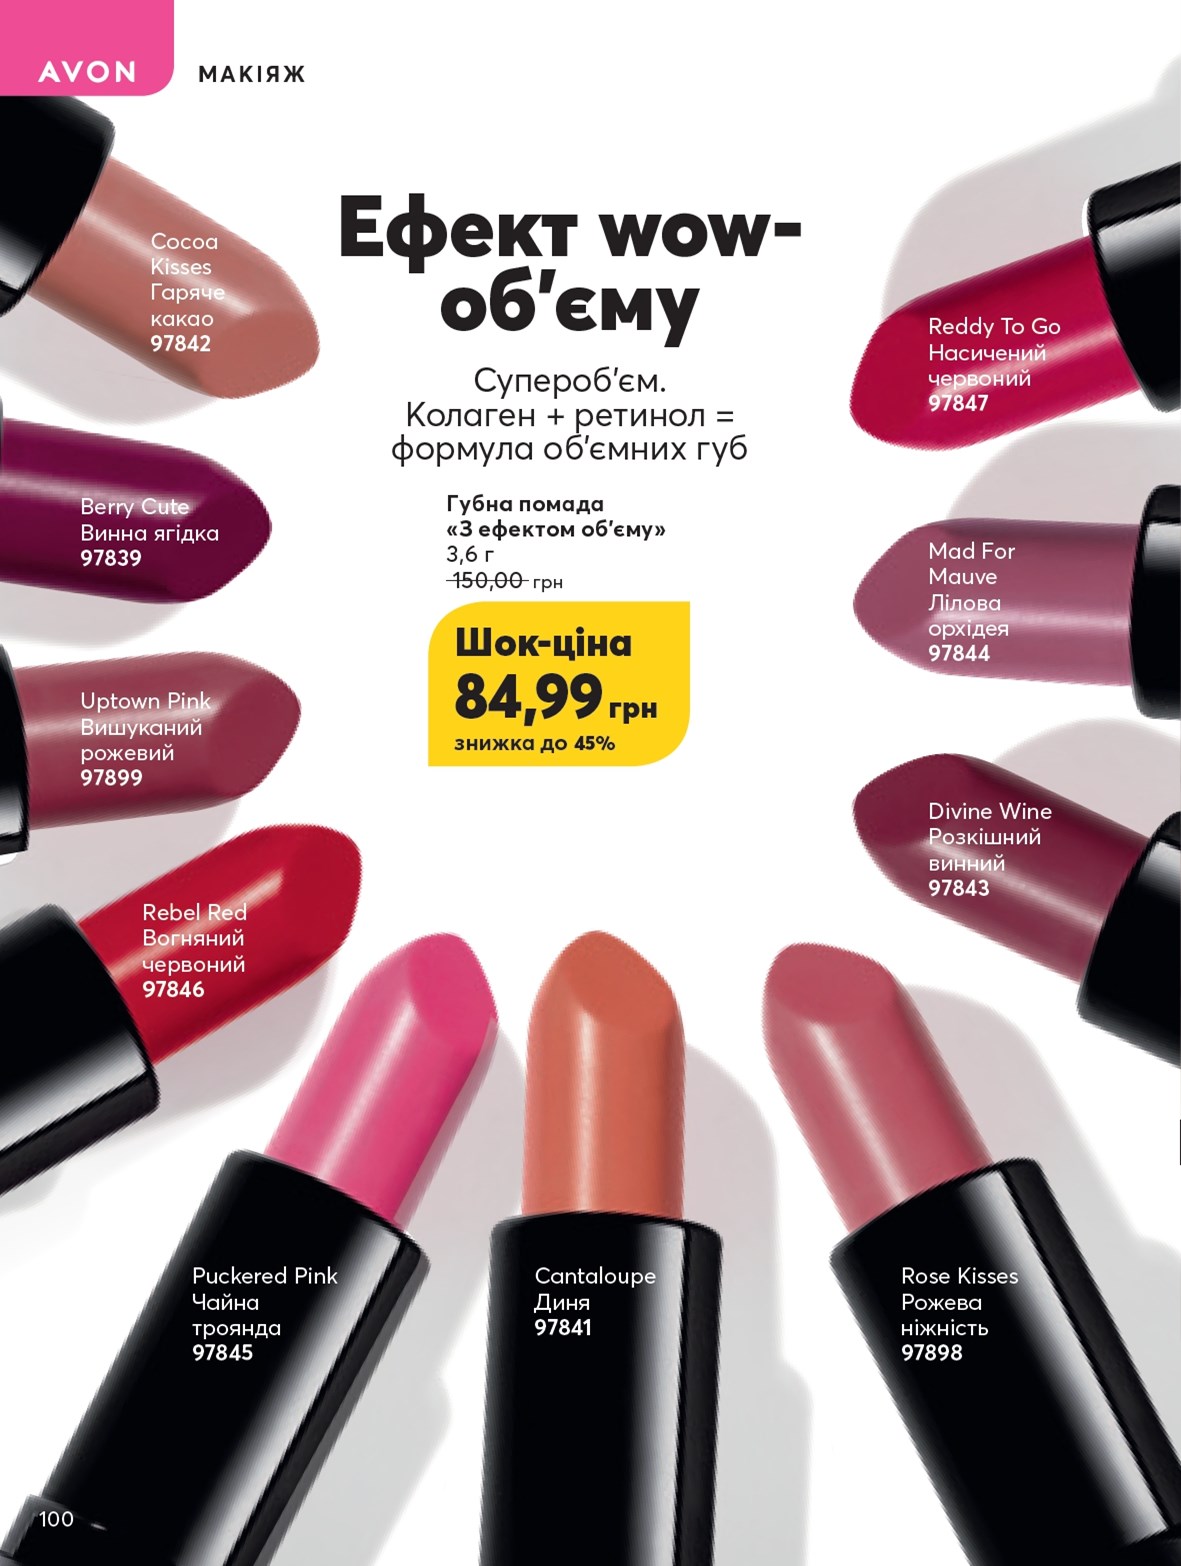 AVON
МАКІЯЖ
Ефект wow-
об'єму
Супероб'єм.
Колаген + ретинол =
формула об'ємних губ
Губна помада
«З ефектом об'єму»
3,6 г
150,00 грн
Шок-ціна
84,99 грн
знижка до 45%
Cocoa
Kisses
Гаряче
какао
97842
Berry Cute
Винна ягідка
97839
Uptown Pink
Вишуканий
рожевий
97899
Rebel Red
Вогняний
червоний
97846
Reddy To Go
Насичений
червоний
97847
Mad For
Mauve
Лілова
орхідея
97844
Divine Wine
Розкішний
винний
97843
Puckered Pink
Чайна
троянда
97845
Cantaloupe
Диня
97841
Rose Kisses
Рожева
ніжність
97898
100